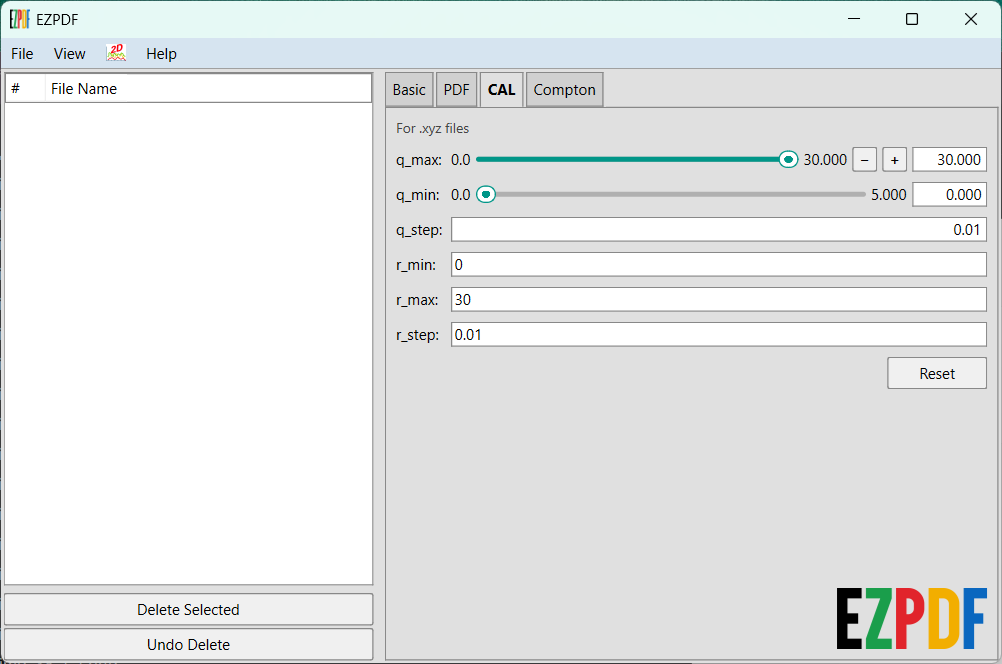 EZPDF
File View 2D Help
# File Name
Basic PDF CAL Compton
For .xyz files
q_max: 0.0 30.000 − + 30.000
q_min: 0.0 5.000 0.000
q_step: 0.01
r_min: 0
r_max: 30
r_step: 0.01
Reset
Delete Selected
Undo Delete
EZPDF